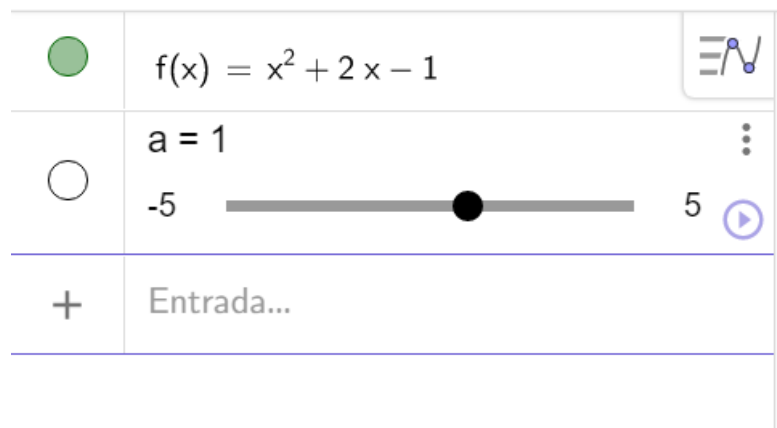 f(x) = x² + 2 x − 1
a = 1
-5 5
Entrada...